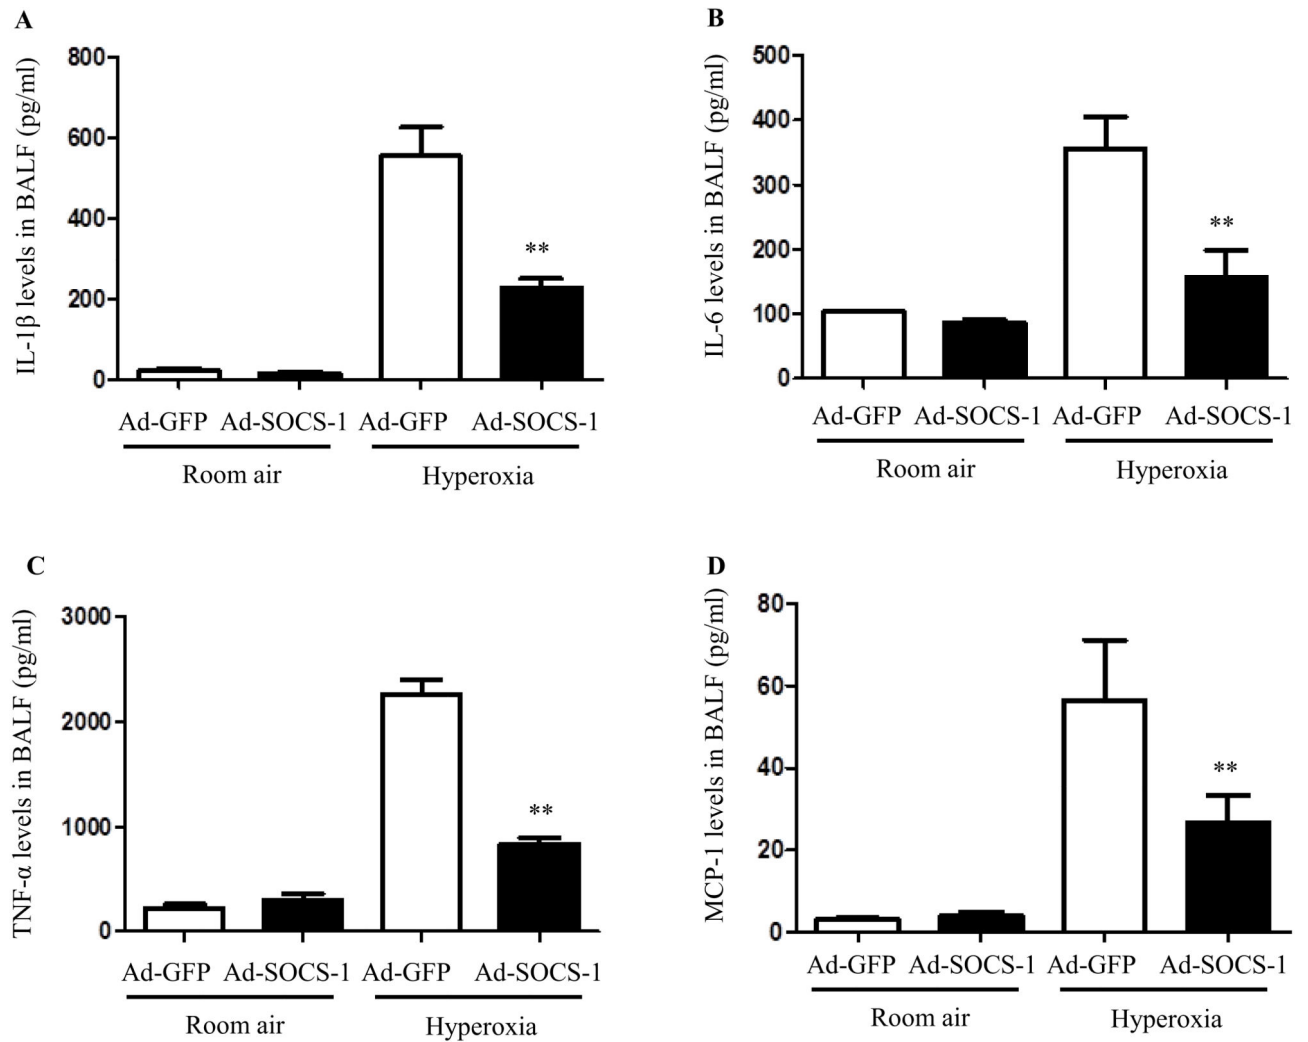 A
IL-1β levels in BALF (pg/ml)
800
600
400
200
0
**
Ad-GFP Ad-SOCS-1 Ad-GFP Ad-SOCS-1
Room air Hyperoxia
B
IL-6 levels in BALF (pg/ml)
500
400
300
200
100
0
**
Ad-GFP Ad-SOCS-1 Ad-GFP Ad-SOCS-1
Room air Hyperoxia
C
TNF-α levels in BALF (pg/ml)
3000
2000
1000
0
**
Ad-GFP Ad-SOCS-1 Ad-GFP Ad-SOCS-1
Room air Hyperoxia
D
MCP-1 levels in BALF (pg/ml)
80
60
40
20
0
**
Ad-GFP Ad-SOCS-1 Ad-GFP Ad-SOCS-1
Room air Hyperoxia